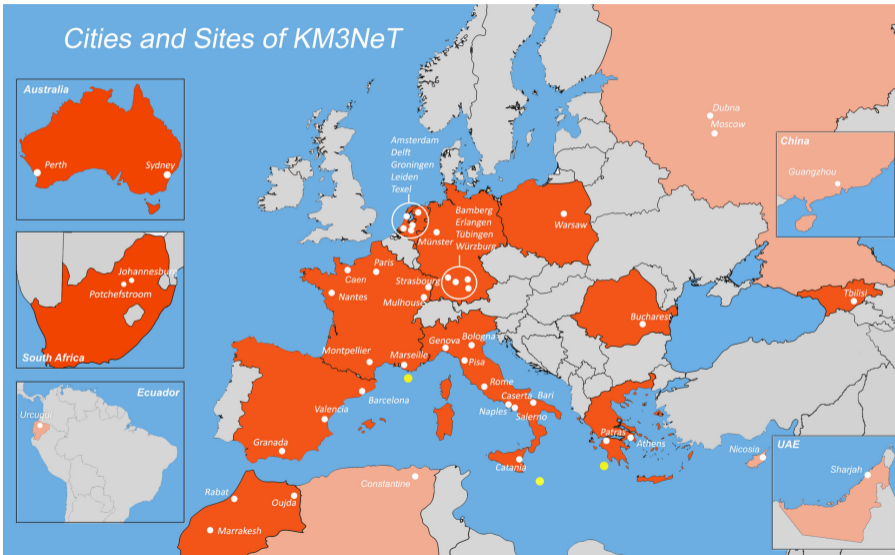 Cities and Sites of KM3NeT
Australia
Perth
Sydney
Johannesburg
Potchefstroom
South Africa
Ecuador
Urcuqui
Amsterdam
Delft
Groningen
Leiden
Texel
Bamberg
Erlangen
Tübingen
Würzburg
Münster
Warsaw
Dubna
Moscow
China
Guangzhou
Paris
Caen
Strasbourg
Nantes
Mulhouse
Bucharest
Tbilisi
Montpellier
Marseille
Genova
Bologna
Pisa
Rome
Barcelona
Valencia
Granada
Caserta
Bari
Naples
Salerno
Catania
Patras
Athens
Nicosia
UAE
Sharjah
Rabat
Oujda
Marrakesh
Constantine